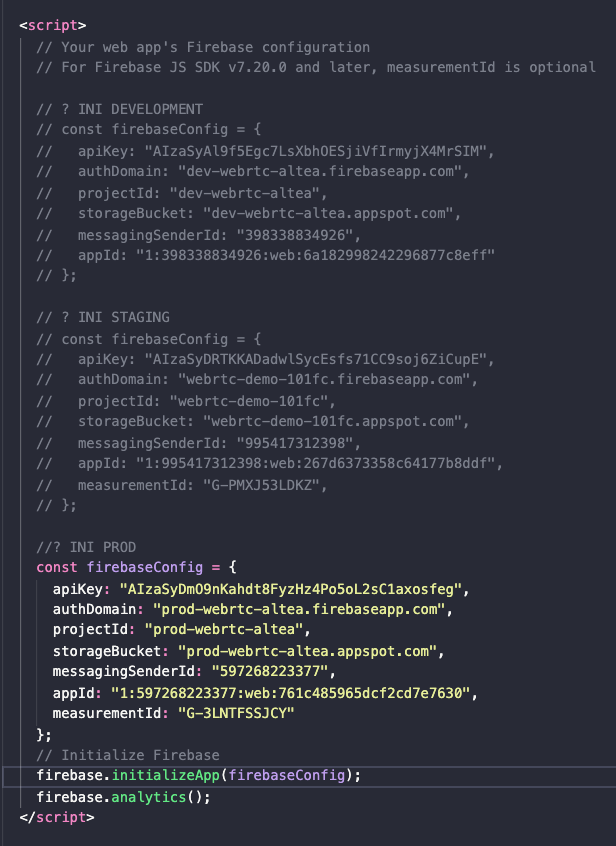 <script>
// Your web app's Firebase configuration
// For Firebase JS SDK v7.20.0 and later, measurementId is optional
// ? INI DEVELOPMENT
// const firebaseConfig = {
//   apiKey: "AIzaSyAl9f5Egc7LsXbhOESjiVfIrmyjX4MrSIM",
//   authDomain: "dev-webrtc-altea.firebaseapp.com",
//   projectId: "dev-webrtc-altea",
//   storageBucket: "dev-webrtc-altea.appspot.com",
//   messagingSenderId: "398338834926",
//   appId: "1:398338834926:web:6a182998242296877c8eff"
// };
// ? INI STAGING
// const firebaseConfig = {
//   apiKey: "AIzaSyDRTKKADadwlSycEsfs71CC9soj6ZiCupE",
//   authDomain: "webrtc-demo-101fc.firebaseapp.com",
//   projectId: "webrtc-demo-101fc",
//   storageBucket: "webrtc-demo-101fc.appspot.com",
//   messagingSenderId: "995417312398",
//   appId: "1:995417312398:web:267d6373358c64177b8ddf",
//   measurementId: "G-PMXJ53LDKZ",
// };
//? INI PROD
const firebaseConfig = {
apiKey: "AIzaSyDmO9nKahdt8FyzHz4Po5oL2sC1axosfeg",
authDomain: "prod-webrtc-altea.firebaseapp.com",
projectId: "prod-webrtc-altea",
storageBucket: "prod-webrtc-altea.appspot.com",
messagingSenderId: "597268223377",
appId: "1:597268223377:web:761c485965dcf2cd7e7630",
measurementId: "G-3LNTFSSJCY"
};
// Initialize Firebase
firebase.initializeApp(firebaseConfig);
firebase.analytics();
</script>